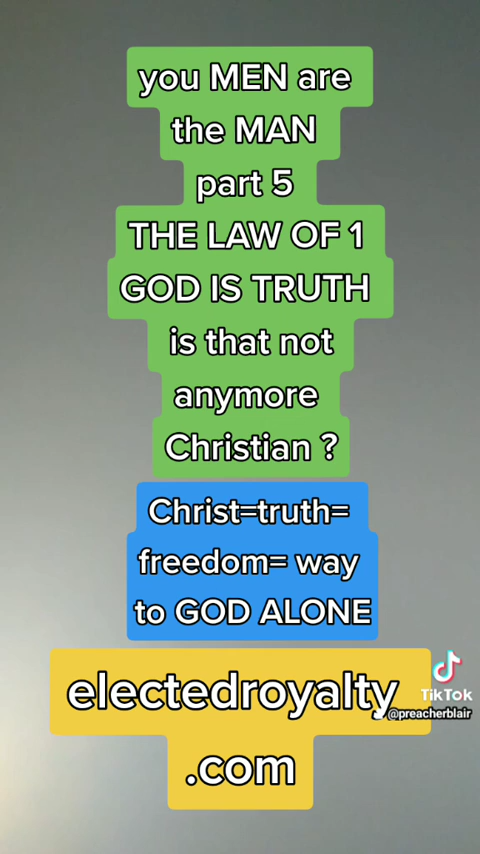 you MEN are
the MAN
part 5
THE LAW OF 1
GOD IS TRUTH
is that not
anymore
Christian ?
Christ=truth=
freedom= way
to GOD ALONE
electedroyalty
.com
TikTok
@preacherblair